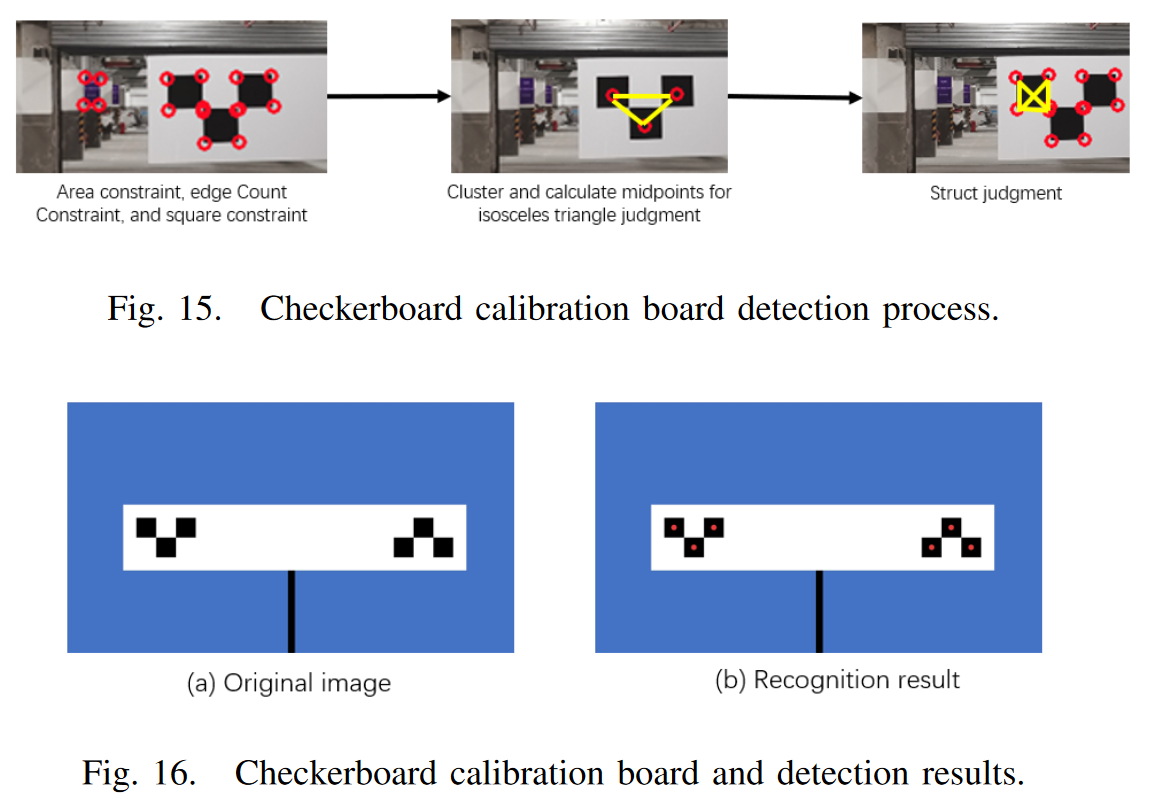 Area constraint, edge Count
Constraint, and square constraint
Cluster and calculate midpoints for
isosceles triangle judgment
Struct judgment
Fig. 15. Checkerboard calibration board detection process.
(a) Original image
(b) Recognition result
Fig. 16. Checkerboard calibration board and detection results.